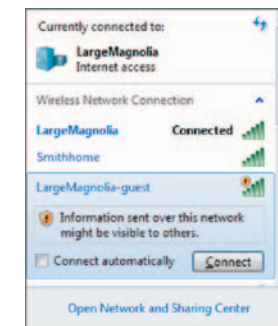 Currently connected to:
LargeMagnolia
Internet access
Wireless Network Connection
LargeMagnolia Connected
Smithhome
LargeMagnolia-guest
Information sent over this network
might be visible to others.
Connect automatically Connect
Open Network and Sharing Center